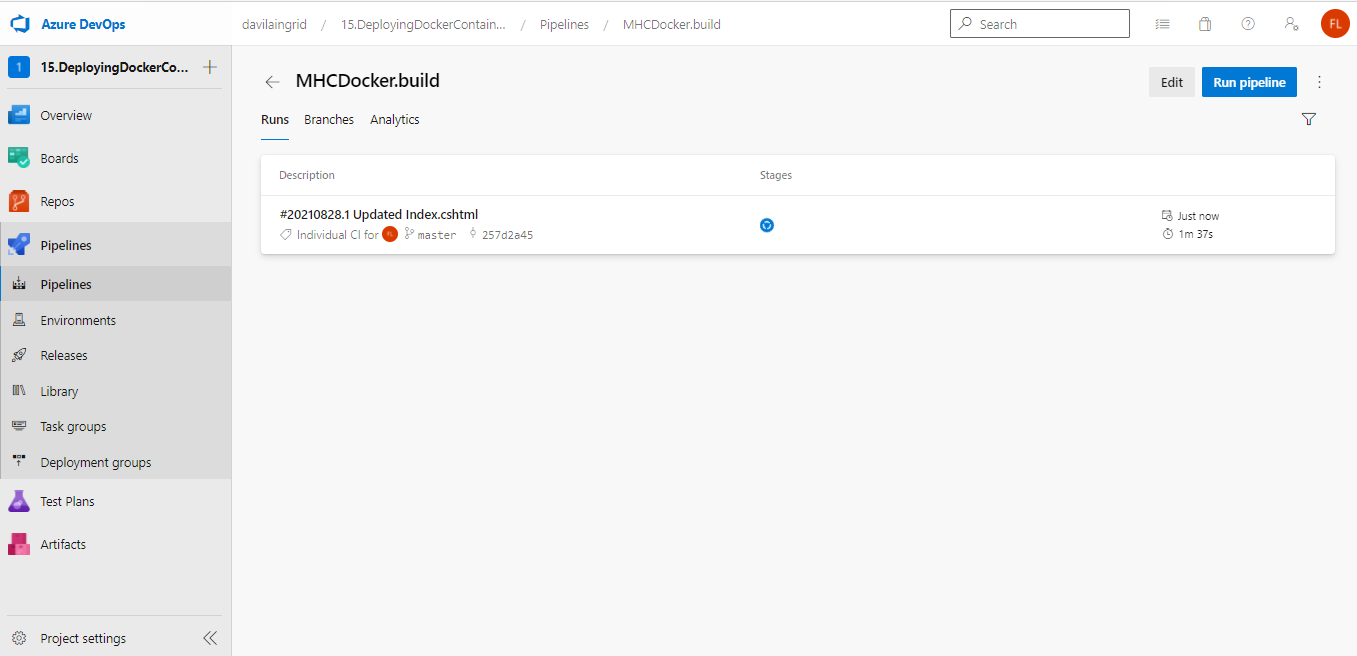 Azure DevOps
davilaingrid / 15.DeployingDockerContain... / Pipelines / MHCDocker.build
Search
FL
1 15.DeployingDockerCo...
Overview
Boards
Repos
Pipelines
Pipelines
Environments
Releases
Library
Task groups
Deployment groups
Test Plans
Artifacts
Project settings
MHCDocker.build
Edit
Run pipeline
Runs Branches Analytics
Description Stages
#20210828.1 Updated Index.cshtml
Individual CI for FL master 257d2a45
Just now
1m 37s